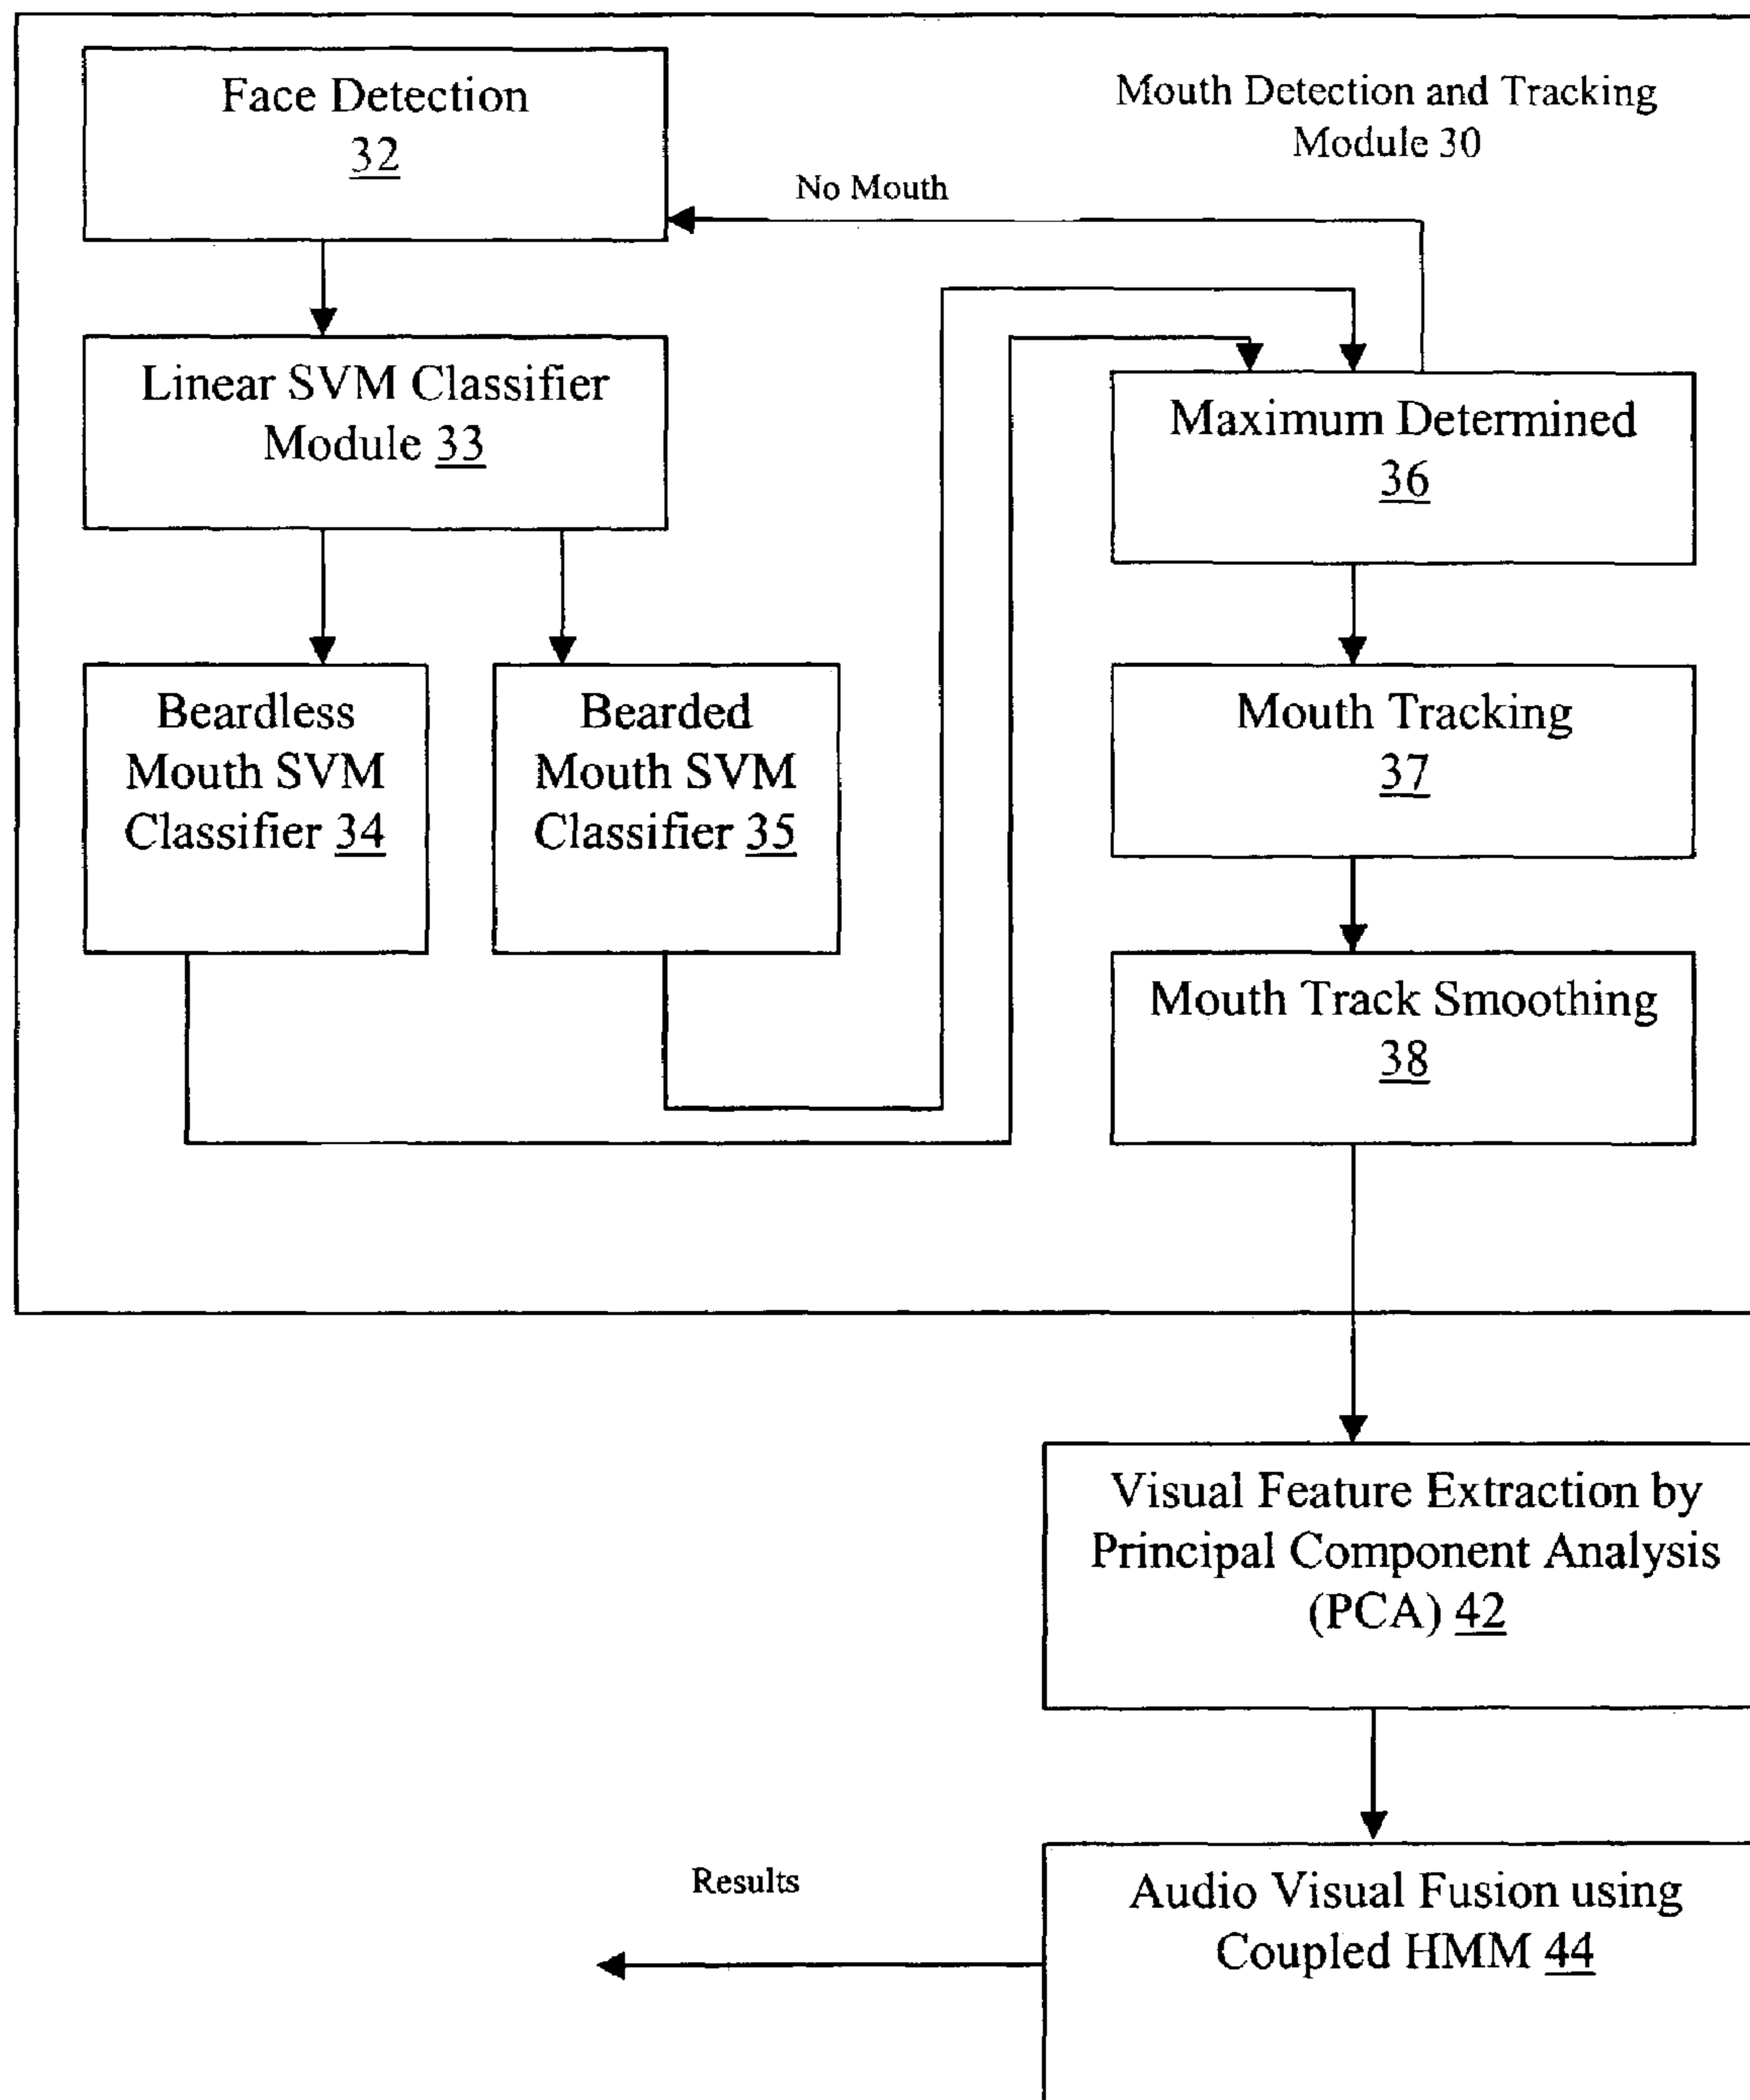 Face Detection
32
Mouth Detection and Tracking
Module 30
No Mouth
Linear SVM Classifier
Module 33
Maximum Determined
36
Beardless
Mouth SVM
Classifier 34
Bearded
Mouth SVM
Classifier 35
Mouth Tracking
37
Mouth Track Smoothing
38
Visual Feature Extraction by
Principal Component Analysis
(PCA) 42
Results
Audio Visual Fusion using
Coupled HMM 44